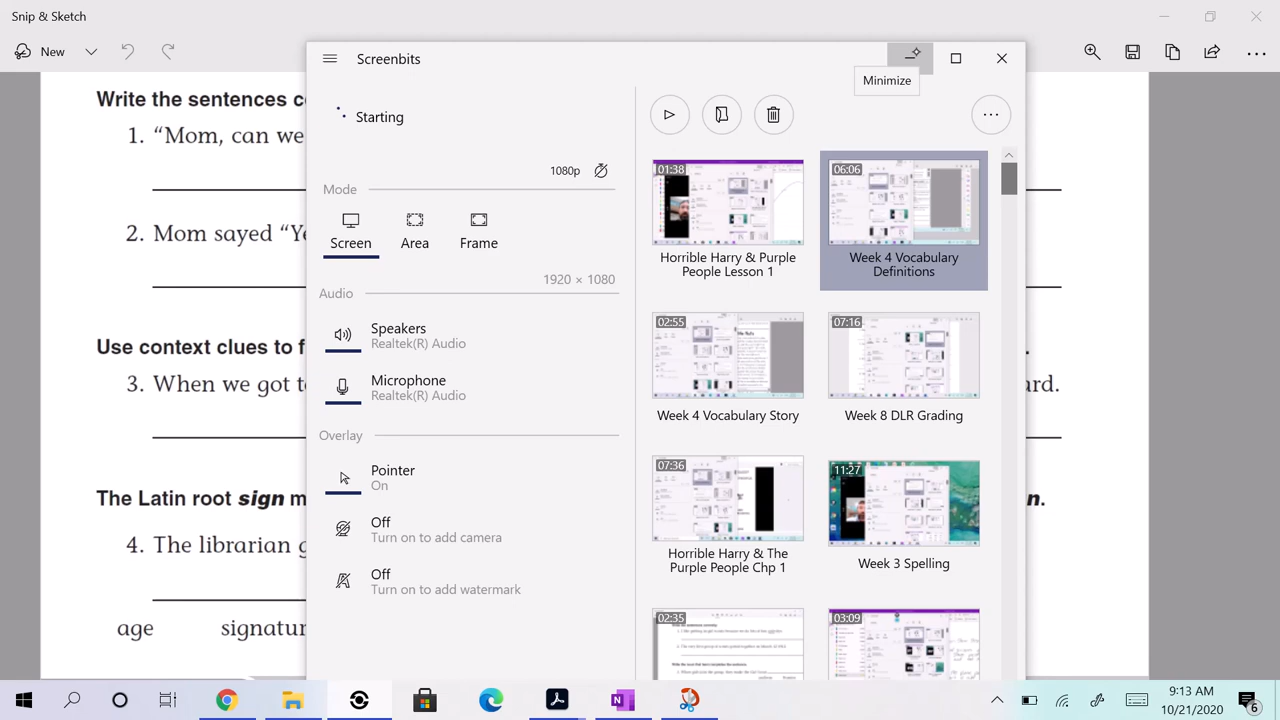 Snip & Sketch
New
Screenbits
Minimize
Write the sentences c
1. “Mom, can we
2. Mom sayed “Ye
Use context clues to f
3. When we got t
ard.
The Latin root sign m
n.
4. The librarian g
age signatur
Starting
1080p
Mode
Screen Area Frame
1920 × 1080
Audio
Speakers
Realtek(R) Audio
Microphone
Realtek(R) Audio
Overlay
Pointer
On
Off
Turn on to add camera
Off
Turn on to add watermark
01:38
Horrible Harry & Purple
People Lesson 1
06:06
Week 4 Vocabulary
Definitions
02:55
Week 4 Vocabulary Story
07:16
Week 8 DLR Grading
07:36
Horrible Harry & The
Purple People Chp 1
11:27
Week 3 Spelling
02:35
03:09
9:13 AM
10/21/2020
6